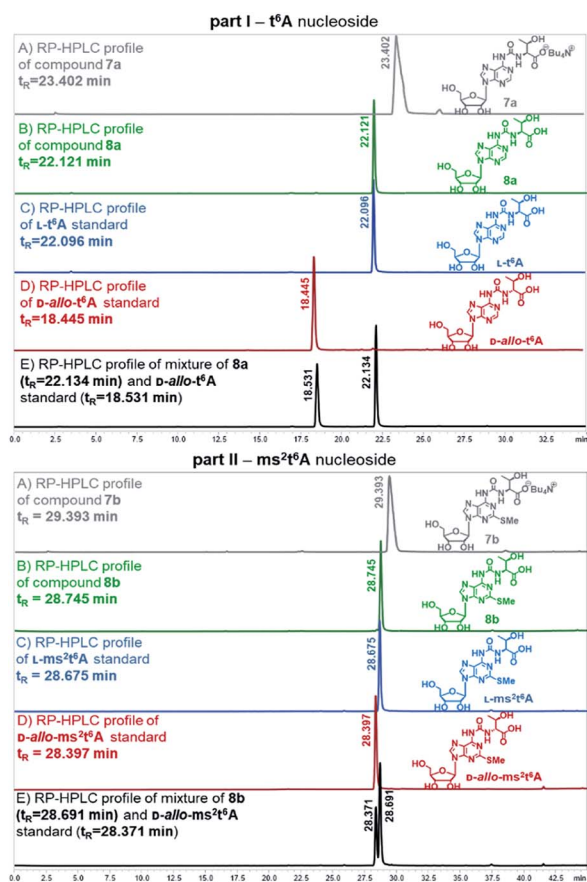 part I – t⁶A nucleoside
A) RP-HPLC profile
of compound 7a
tR=23.402 min
23.402
7a
B) RP-HPLC profile
of compound 8a
tR=22.121 min
22.121
8a
C) RP-HPLC profile
of L-t⁶A standard
tR=22.096 min
22.096
L-t⁶A
D) RP-HPLC profile
of D-allo-t⁶A standard
tR=18.445 min
18.445
D-allo-t⁶A
E) RP-HPLC profile of mixture of 8a
(tR=22.134 min) and D-allo-t⁶A
standard (tR=18.531 min)
18.531
22.134
0.0 2.5 5.0 7.5 10.0 12.5 15.0 17.5 20.0 22.5 25.0 27.5 30.0 32.5 min
part II – ms²t⁶A nucleoside
A) RP-HPLC profile
of compound 7b
tR = 29.393 min
29.393
7b
B) RP-HPLC profile
of compound 8b
tR = 28.745 min
28.745
8b
C) RP-HPLC profile
of L-ms²t⁶A standard
tR = 28.675 min
28.675
L-ms²t⁶A
D) RP-HPLC profile of
D-allo-ms²t⁶A standard
tR = 28.397 min
28.397
D-allo-ms²t⁶A
E) RP-HPLC profile of mixture of 8b
(tR=28.691 min) and D-allo-ms²t⁶A
standard (tR=28.371 min)
28.371
28.691
0.0 2.5 5.0 7.5 10.0 12.5 15.0 17.5 20.0 22.5 25.0 27.5 30.0 32.5 35.0 37.5 40.0 42.5 min